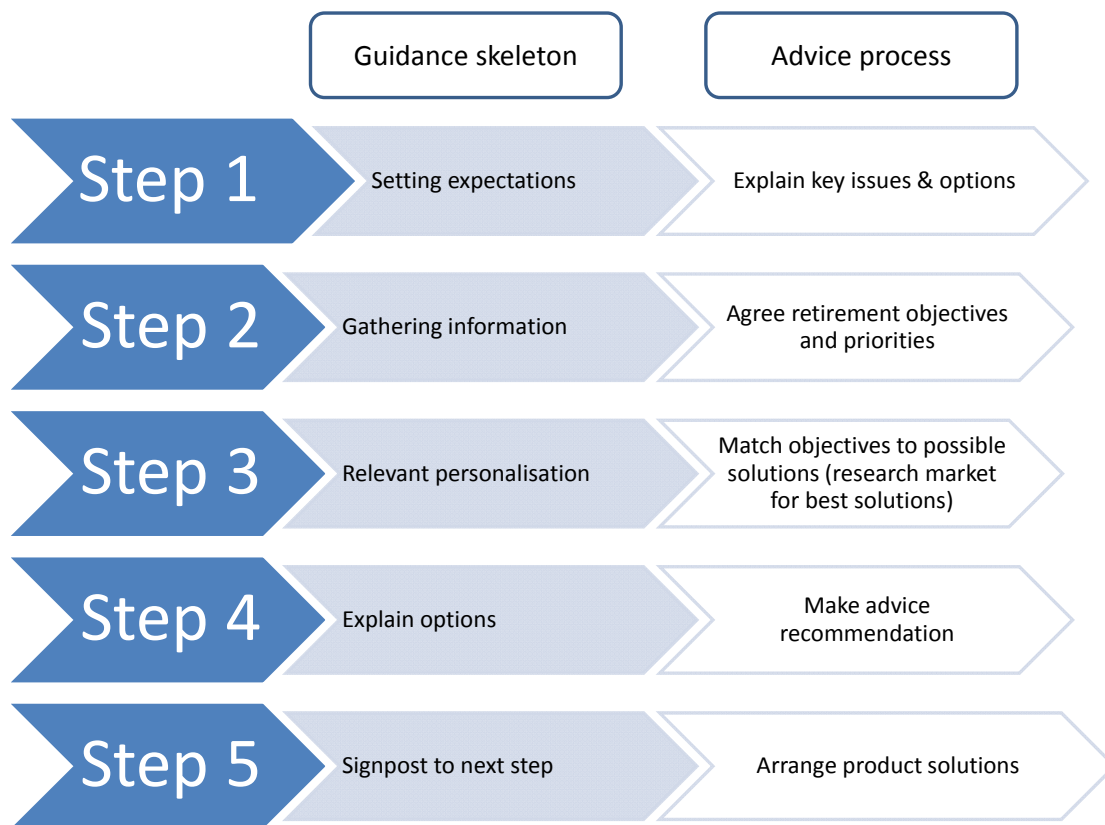 Guidance skeleton
Advice process
Step 1
Setting expectations
Explain key issues & options
Step 2
Gathering information
Agree retirement objectives
and priorities
Step 3
Relevant personalisation
Match objectives to possible
solutions (research market
for best solutions)
Step 4
Explain options
Make advice
recommendation
Step 5
Signpost to next step
Arrange product solutions